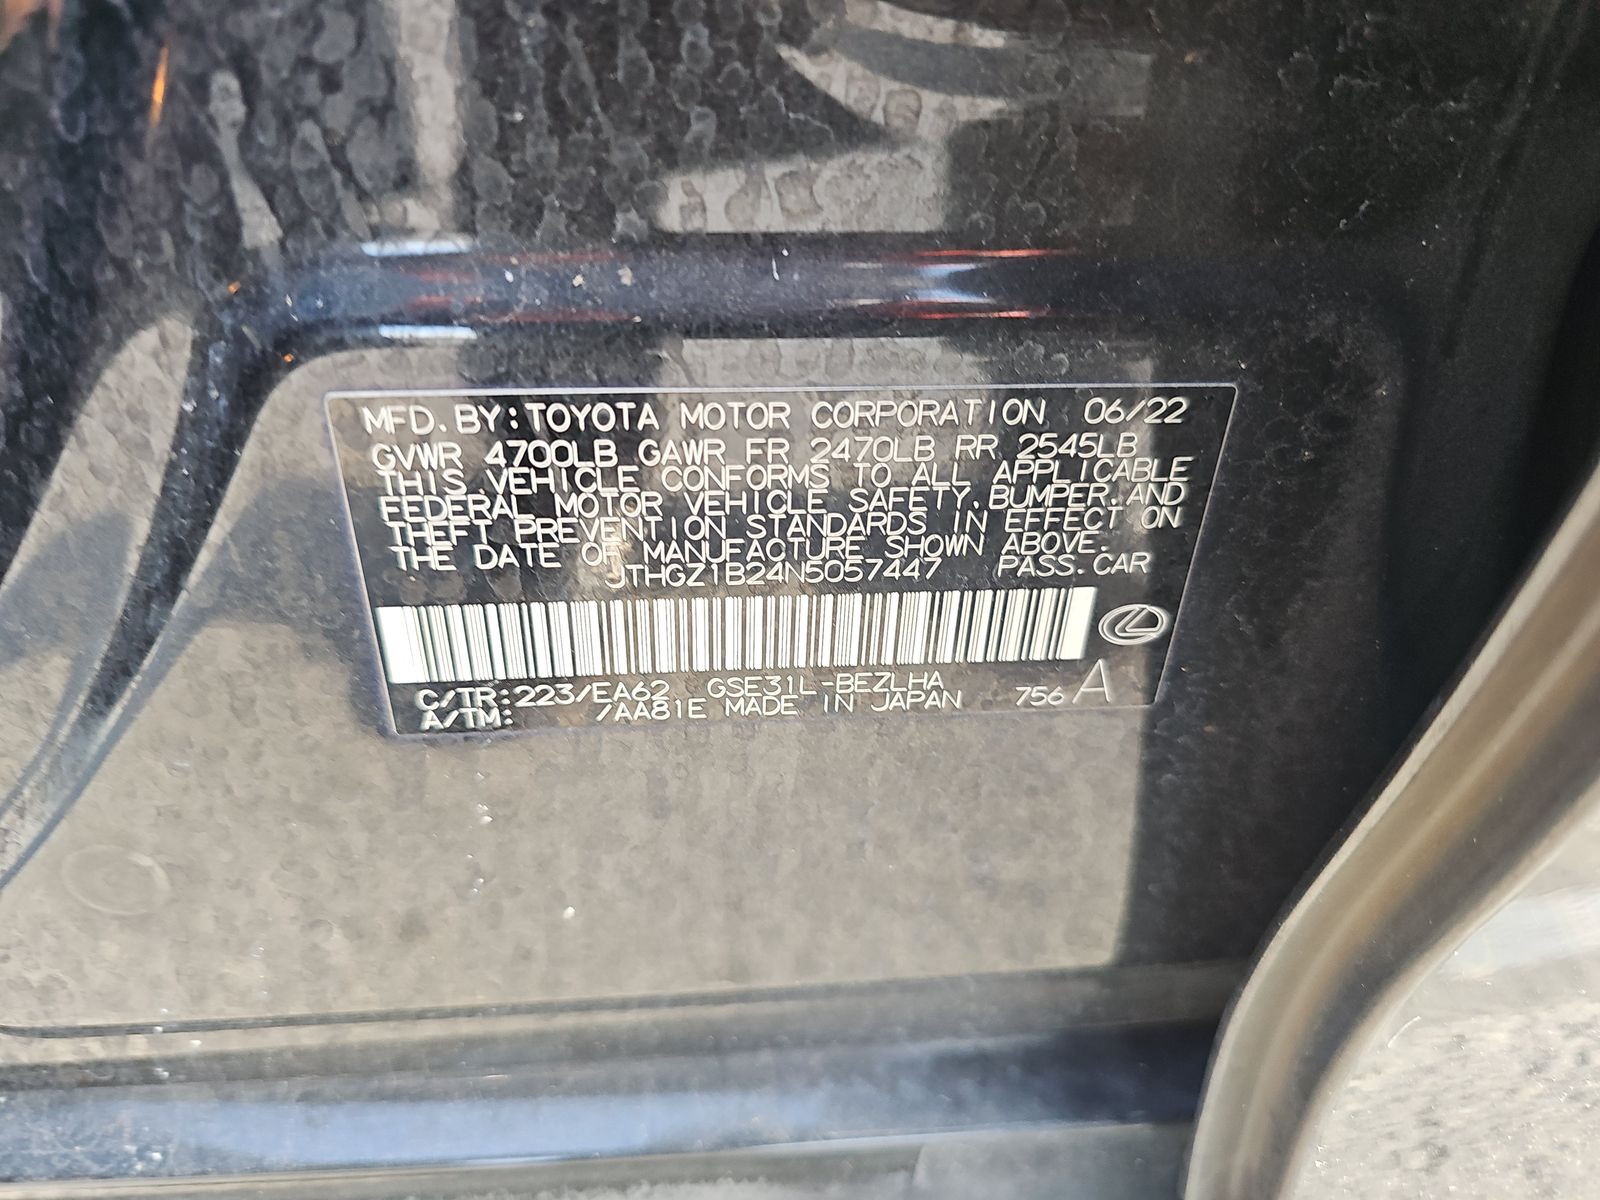 MFD. BY: TOYOTA MOTOR CORPORATION 06/22
GVWR 4700LB GAWR FR 2470LB RR 2545LB
THIS VEHICLE CONFORMS TO ALL APPLICABLE
FEDERAL MOTOR VEHICLE SAFETY, BUMPER, AND
THEFT PREVENTION STANDARDS IN EFFECT ON
THE DATE OF MANUFACTURE SHOWN ABOVE.
JTHGZ1B24N5057447 PASS. CAR
C/TR: 223/EA62 GSE31L-BEZLHA
A/TM: /AA81E MADE IN JAPAN 756 A